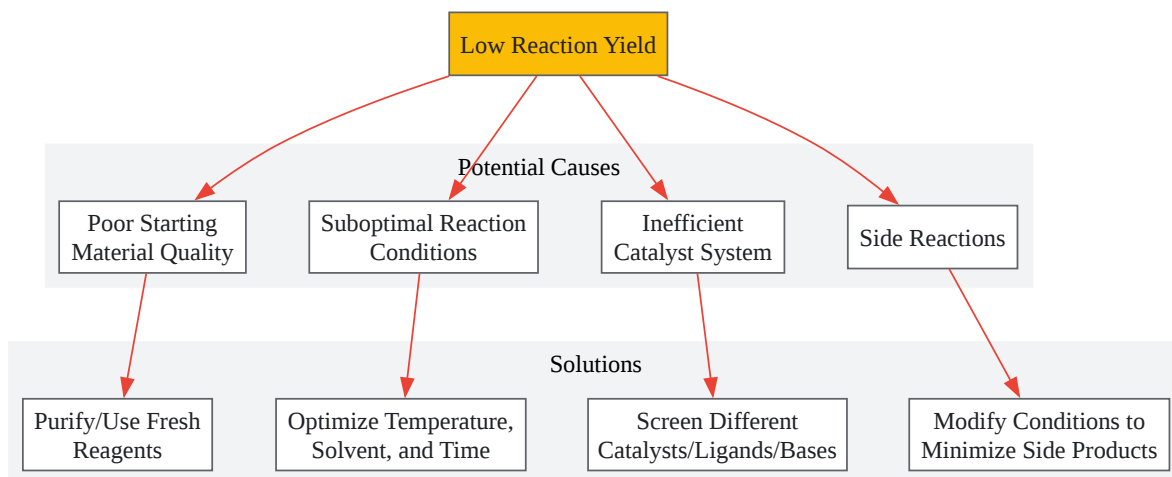 Low Reaction Yield
Potential Causes
Poor Starting
Material Quality
Suboptimal Reaction
Conditions
Inefficient
Catalyst System
Side Reactions
Solutions
Purify/Use Fresh
Reagents
Optimize Temperature,
Solvent, and Time
Screen Different
Catalysts/Ligands/Bases
Modify Conditions to
Minimize Side Products